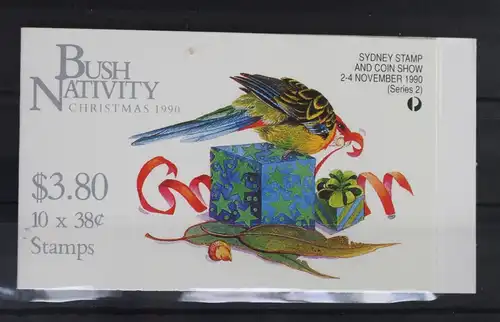 BUSH
NATIVITY
CHRISTMAS 1990
$3.80
10 x 38¢
Stamps
SYDNEY STAMP
AND COIN SHOW
2-4 NOVEMBER 1990
(Series 2)